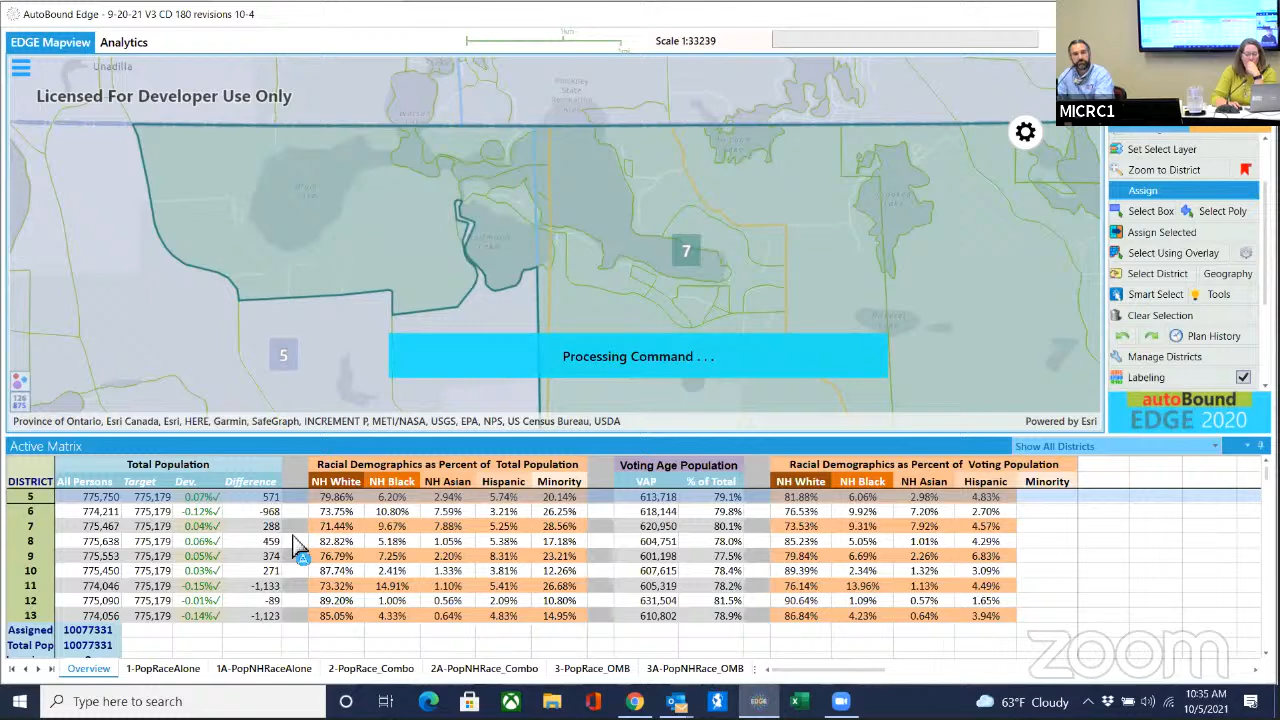 AutoBound Edge - 9-20-21 V3 CD 180 revisions 10-4
EDGE Mapview Analytics
Scale 1:33239
Unadilla
Licensed For Developer Use Only
MICRC1
Set Select Layer
Zoom to District
Assign
Select Box Select Poly
Assign Selected
Select Using Overlay
Select District Geography
Smart Select Tools
Clear Selection
Plan History
Manage Districts
Labeling
autoBound
EDGE 2020
7
5
Processing Command . . .
126
875
Province of Ontario, Esri Canada, Esri, HERE, Garmin, SafeGraph, INCREMENT P, METI/NASA, USGS, EPA, NPS, US Census Bureau, USDA
Powered by Esri
Active Matrix
Show All Districts
Total Population Racial Demographics as Percent of Total Population Voting Age Population Racial Demographics as Percent of Voting Population
DISTRICT All Persons Target Dev. Difference NH White NH Black NH Asian Hispanic Minority VAP % of Total NH White NH Black NH Asian Hispanic Minority
5 775,750 775,179 0.07%✓ 571 79.86% 6.20% 2.94% 5.74% 20.14% 613,718 79.1% 81.88% 6.06% 2.98% 4.83%
6 774,211 775,179 -0.12%✓ -968 73.75% 10.80% 7.59% 3.21% 26.25% 618,144 79.8% 76.53% 9.92% 7.20% 2.70%
7 775,467 775,179 0.04%✓ 288 71.44% 9.67% 7.88% 5.25% 28.56% 620,950 80.1% 73.53% 9.31% 7.92% 4.57%
8 775,638 775,179 0.06%✓ 459 82.82% 5.18% 1.05% 5.38% 17.18% 604,751 78.0% 85.23% 5.05% 1.01% 4.29%
9 775,553 775,179 0.05%✓ 374 76.79% 7.25% 2.20% 8.31% 23.21% 601,198 77.5% 79.84% 6.69% 2.26% 6.83%
10 775,450 775,179 0.03%✓ 271 87.74% 2.41% 1.33% 3.81% 12.26% 607,615 78.4% 89.39% 2.34% 1.32% 3.09%
11 774,046 775,179 -0.15%✓ -1,133 73.32% 14.91% 1.10% 5.41% 26.68% 605,319 78.2% 76.14% 13.96% 1.13% 4.49%
12 775,090 775,179 -0.01%✓ -89 89.20% 1.00% 0.56% 2.09% 10.80% 631,504 81.5% 90.64% 1.09% 0.57% 1.65%
13 774,056 775,179 -0.14%✓ -1,123 85.05% 4.33% 0.64% 4.83% 14.95% 610,802 78.9% 86.84% 4.23% 0.64% 3.94%
Assigned 10077331
Total Pop 10077331
zoom
Overview 1-PopRaceAlone 1A-PopNHRaceAlone 2-PopRace_Combo 2A-PopNHRace_Combo 3-PopRace_OMB 3A-PopNHRace_OMB
Type here to search
EDGE
63°F Cloudy
10:35 AM
10/5/2021